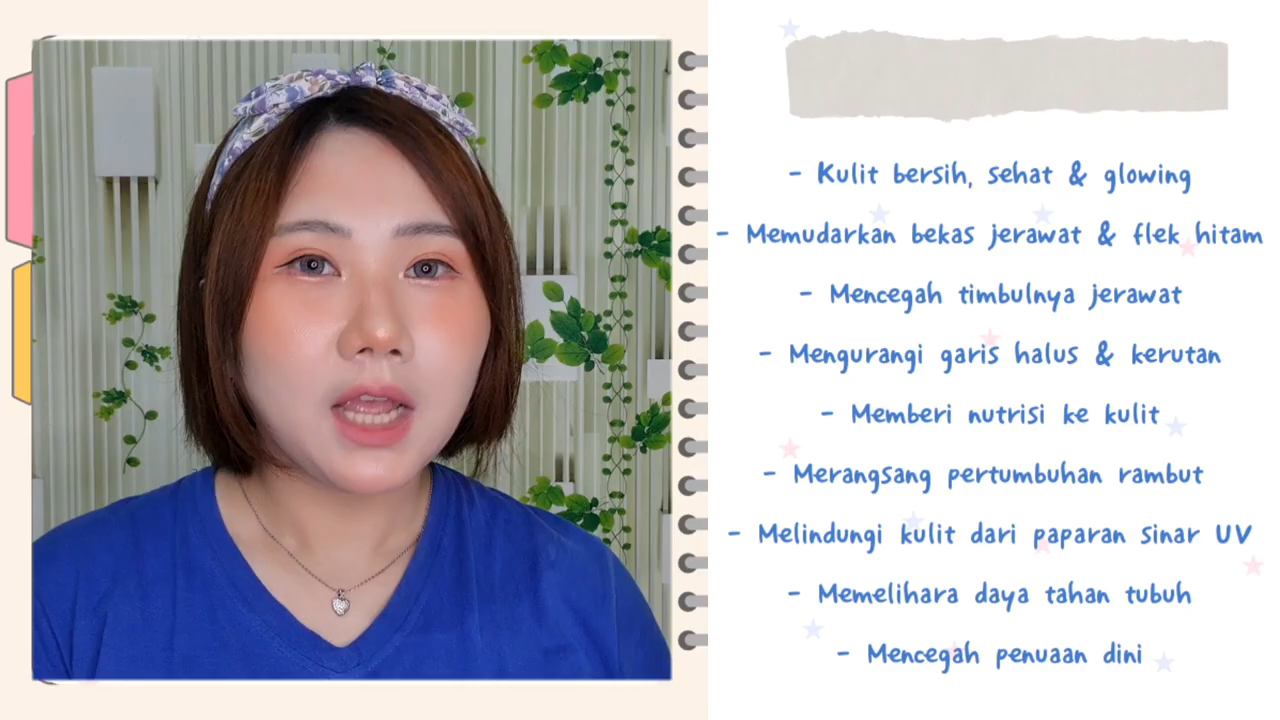 - Kulit bersih, sehat & glowing
- Memudarkan bekas jerawat & flek hitam
- Mencegah timbulnya jerawat
- Mengurangi garis halus & kerutan
- Memberi nutrisi ke kulit
- Merangsang pertumbuhan rambut
- Melindungi kulit dari paparan sinar UV
- Memelihara daya tahan tubuh
- Mencegah penuaan dini